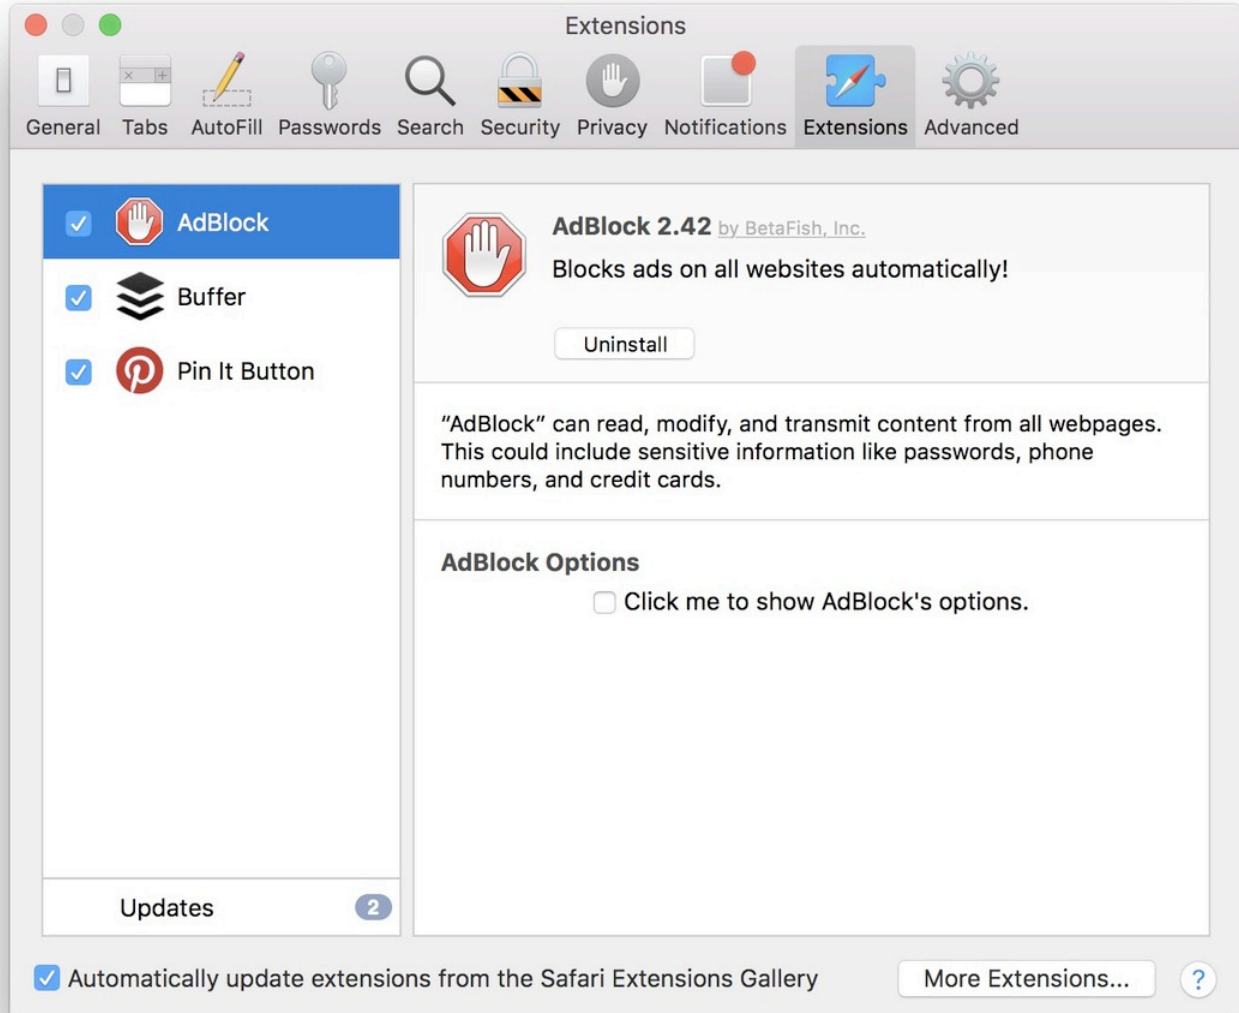 Extensions
General Tabs AutoFill Passwords Search Security Privacy Notifications Extensions Advanced
AdBlock
Buffer
Pin It Button
Updates 2
AdBlock 2.42 by BetaFish, Inc.
Blocks ads on all websites automatically!
Uninstall
“AdBlock” can read, modify, and transmit content from all webpages.
This could include sensitive information like passwords, phone
numbers, and credit cards.
AdBlock Options
Click me to show AdBlock's options.
Automatically update extensions from the Safari Extensions Gallery
More Extensions...
?